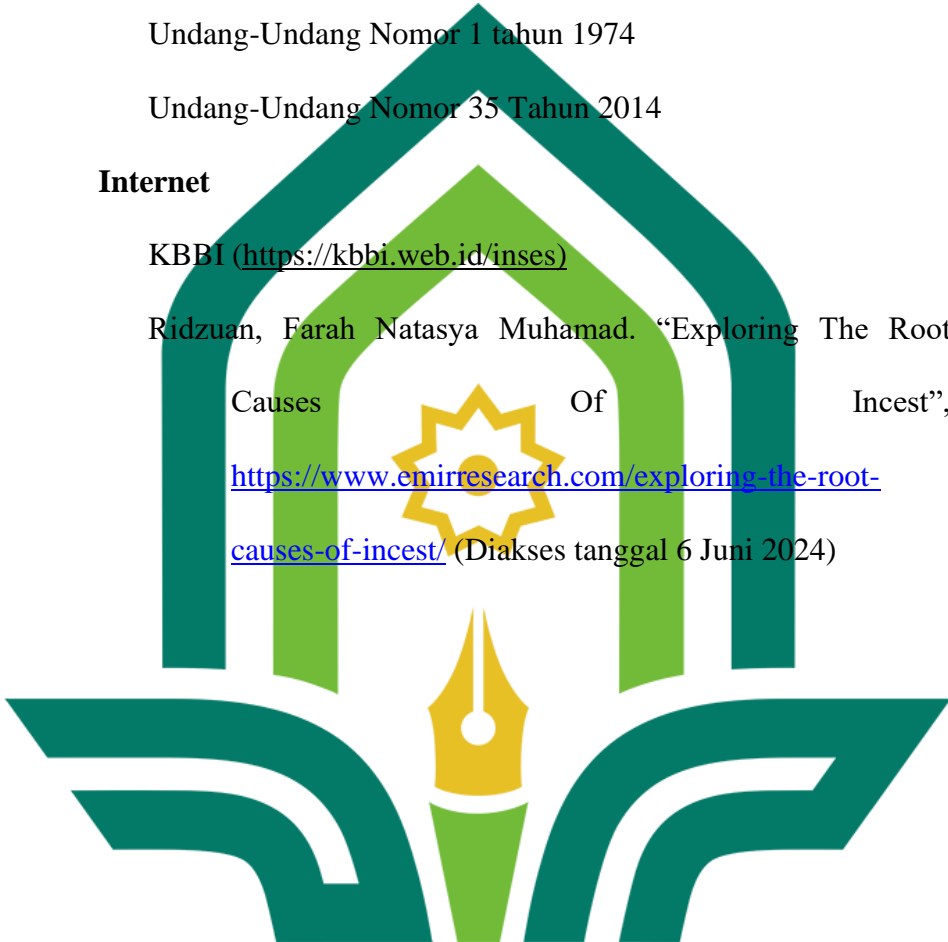 Undang-Undang Nomor 1 tahun 1974
Undang-Undang Nomor 35 Tahun 2014
Internet
KBBI (https://kbbi.web.id/inses)
Ridzuan, Farah Natasya Muhamad. “Exploring The Root
Causes Of Incest”,
https://www.emirresearch.com/exploring-the-root-
causes-of-incest/ (Diakses tanggal 6 Juni 2024)